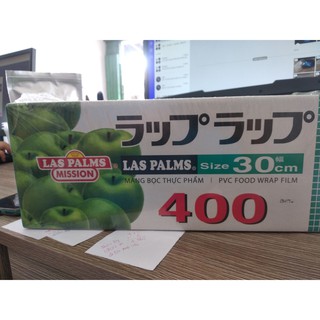 ラップラップ
LAS PALMS
MISSION
LAS PALMS
Size 30cm
幅
MÀNG BỌC THỰC PHẨM | PVC FOOD WRAP FILM
400